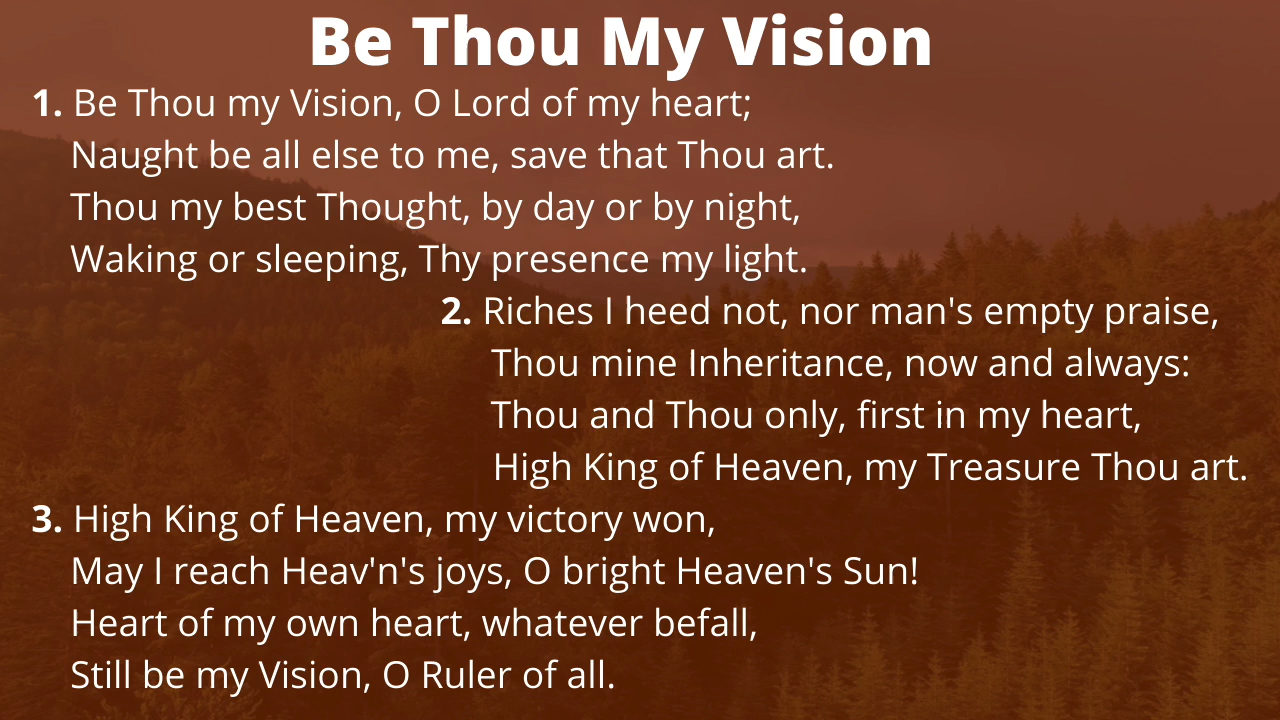 Be Thou My Vision
1. Be Thou my Vision, O Lord of my heart;
Naught be all else to me, save that Thou art.
Thou my best Thought, by day or by night,
Waking or sleeping, Thy presence my light.
2. Riches I heed not, nor man's empty praise,
Thou mine Inheritance, now and always:
Thou and Thou only, first in my heart,
High King of Heaven, my Treasure Thou art.
3. High King of Heaven, my victory won,
May I reach Heav'n's joys, O bright Heaven's Sun!
Heart of my own heart, whatever befall,
Still be my Vision, O Ruler of all.